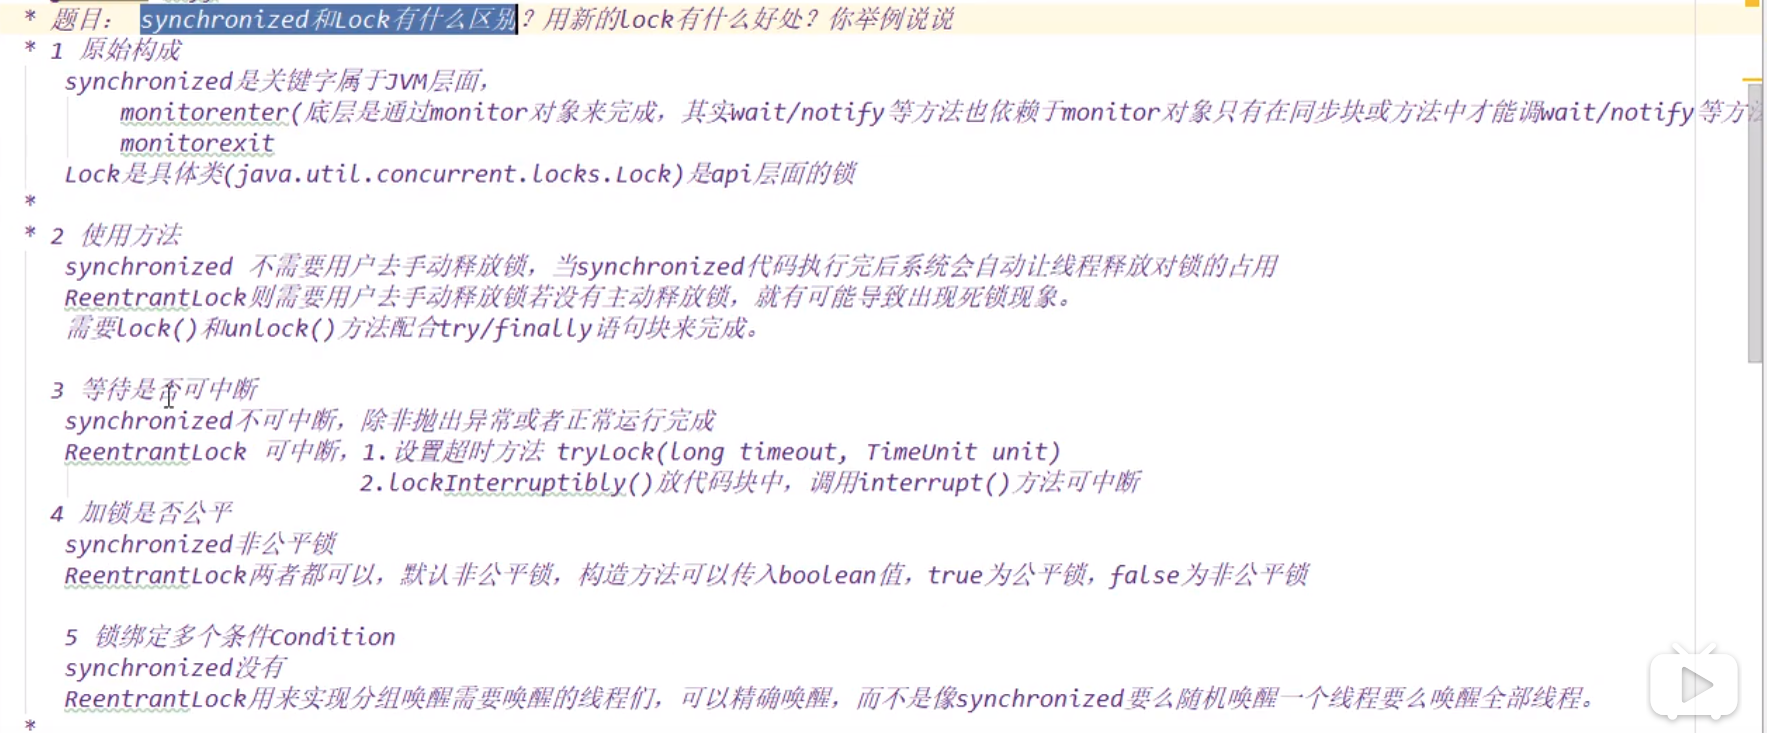 * 题目: synchronized和Lock有什么区别?用新的lock有什么好处?你举例说说
* 1 原始构成
synchronized是关键字属于JVM层面,
monitorenter(底层是通过monitor对象来完成,其实wait/notify等方法也依赖于monitor对象只有在同步块或方法中才能调wait/notify等方
monitorexit
Lock是具体类(java.util.concurrent.locks.Lock)是api层面的锁
*
* 2 使用方法
synchronized 不需要用户去手动释放锁,当synchronized代码执行完后系统会自动让线程释放对锁的占用
ReentrantLock则需要用户去手动释放锁若没有主动释放锁,就有可能导致出现死锁现象。
需要lock()和unlock()方法配合try/finally语句块来完成。
3 等待是否可中断
synchronized不可中断,除非抛出异常或者正常运行完成
ReentrantLock 可中断,1.设置超时方法 tryLock(long timeout, TimeUnit unit)
2.lockInterruptibly()放代码块中,调用interrupt()方法可中断
4 加锁是否公平
synchronized非公平锁
ReentrantLock两者都可以,默认非公平锁,构造方法可以传入boolean值,true为公平锁,false为非公平锁
5 锁绑定多个条件Condition
synchronized没有
ReentrantLock用来实现分组唤醒需要唤醒的线程们,可以精确唤醒,而不是像synchronized要么随机唤醒一个线程要么唤醒全部线程。
*